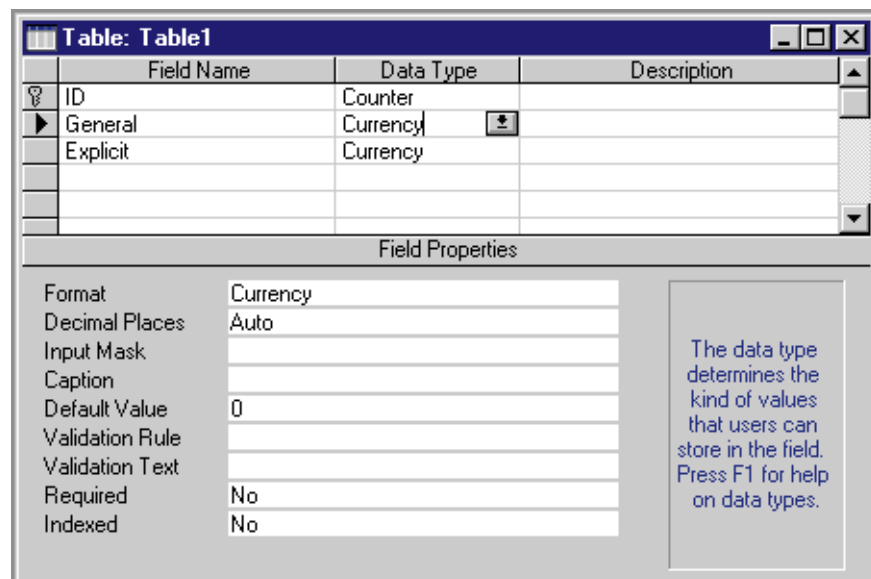 Table: Table1
Field Name Data Type Description
ID Counter
General Currency
Explicit Currency
Field Properties
Format Currency
Decimal Places Auto
Input Mask
Caption
Default Value 0
Validation Rule
Validation Text
Required No
Indexed No
The data type
determines the
kind of values
that users can
store in the field.
Press F1 for help
on data types.